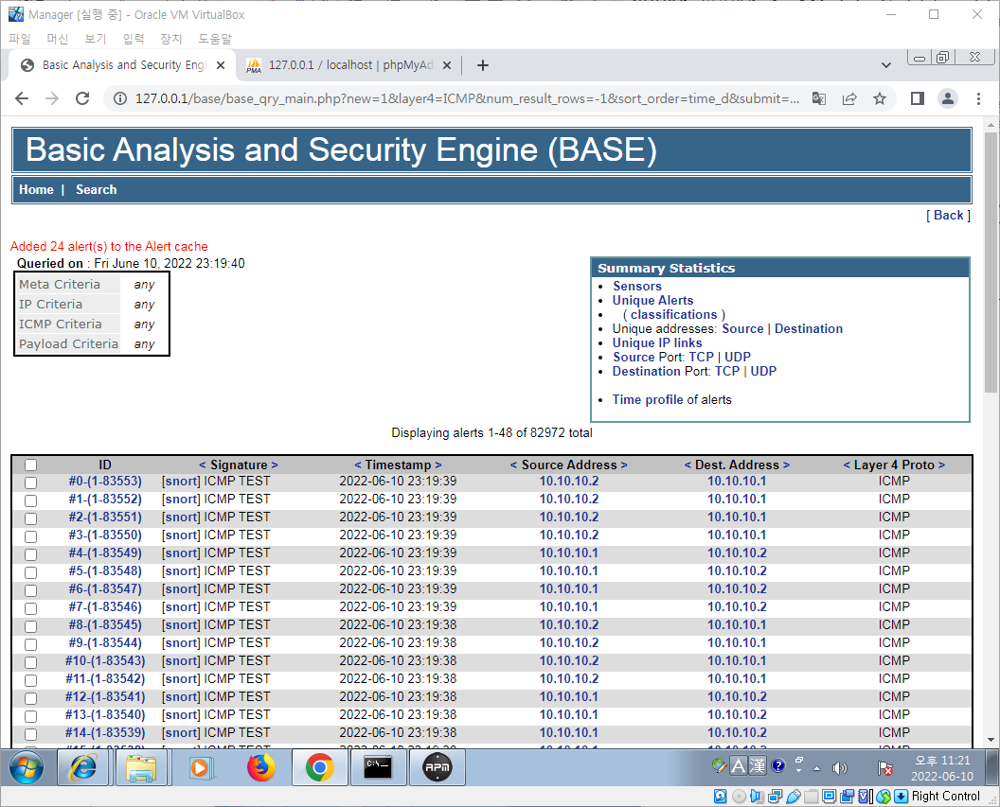 Manager [실행 중] - Oracle VM VirtualBox
파일 머신 보기 입력 장치 도움말
Basic Analysis and Security Engi
PMA 127.0.0.1 / localhost | phpMyAd
127.0.0.1/base/base_qry_main.php?new=1&layer4=ICMP&num_result_rows=-1&sort_order=time_d&submit=...
Basic Analysis and Security Engine (BASE)
Home | Search
[ Back ]
Added 24 alert(s) to the Alert cache
Queried on : Fri June 10, 2022 23:19:40
Meta Criteria any
IP Criteria any
ICMP Criteria any
Payload Criteria any
Summary Statistics
Sensors
Unique Alerts
( classifications )
Unique addresses: Source | Destination
Unique IP links
Source Port: TCP | UDP
Destination Port: TCP | UDP
Time profile of alerts
Displaying alerts 1-48 of 82972 total
ID < Signature > < Timestamp > < Source Address > < Dest. Address > < Layer 4 Proto >
#0-(1-83553) [snort] ICMP TEST 2022-06-10 23:19:39 10.10.10.2 10.10.10.1 ICMP
#1-(1-83552) [snort] ICMP TEST 2022-06-10 23:19:39 10.10.10.2 10.10.10.1 ICMP
#2-(1-83551) [snort] ICMP TEST 2022-06-10 23:19:39 10.10.10.2 10.10.10.1 ICMP
#3-(1-83550) [snort] ICMP TEST 2022-06-10 23:19:39 10.10.10.2 10.10.10.1 ICMP
#4-(1-83549) [snort] ICMP TEST 2022-06-10 23:19:39 10.10.10.1 10.10.10.2 ICMP
#5-(1-83548) [snort] ICMP TEST 2022-06-10 23:19:39 10.10.10.1 10.10.10.2 ICMP
#6-(1-83547) [snort] ICMP TEST 2022-06-10 23:19:39 10.10.10.1 10.10.10.2 ICMP
#7-(1-83546) [snort] ICMP TEST 2022-06-10 23:19:39 10.10.10.1 10.10.10.2 ICMP
#8-(1-83545) [snort] ICMP TEST 2022-06-10 23:19:38 10.10.10.2 10.10.10.1 ICMP
#9-(1-83544) [snort] ICMP TEST 2022-06-10 23:19:38 10.10.10.2 10.10.10.1 ICMP
#10-(1-83543) [snort] ICMP TEST 2022-06-10 23:19:38 10.10.10.2 10.10.10.1 ICMP
#11-(1-83542) [snort] ICMP TEST 2022-06-10 23:19:38 10.10.10.2 10.10.10.1 ICMP
#12-(1-83541) [snort] ICMP TEST 2022-06-10 23:19:38 10.10.10.1 10.10.10.2 ICMP
#13-(1-83540) [snort] ICMP TEST 2022-06-10 23:19:38 10.10.10.1 10.10.10.2 ICMP
#14-(1-83539) [snort] ICMP TEST 2022-06-10 23:19:38 10.10.10.1 10.10.10.2 ICMP
C:\
APM
A 漢
오후 11:21
2022-06-10
Right Control